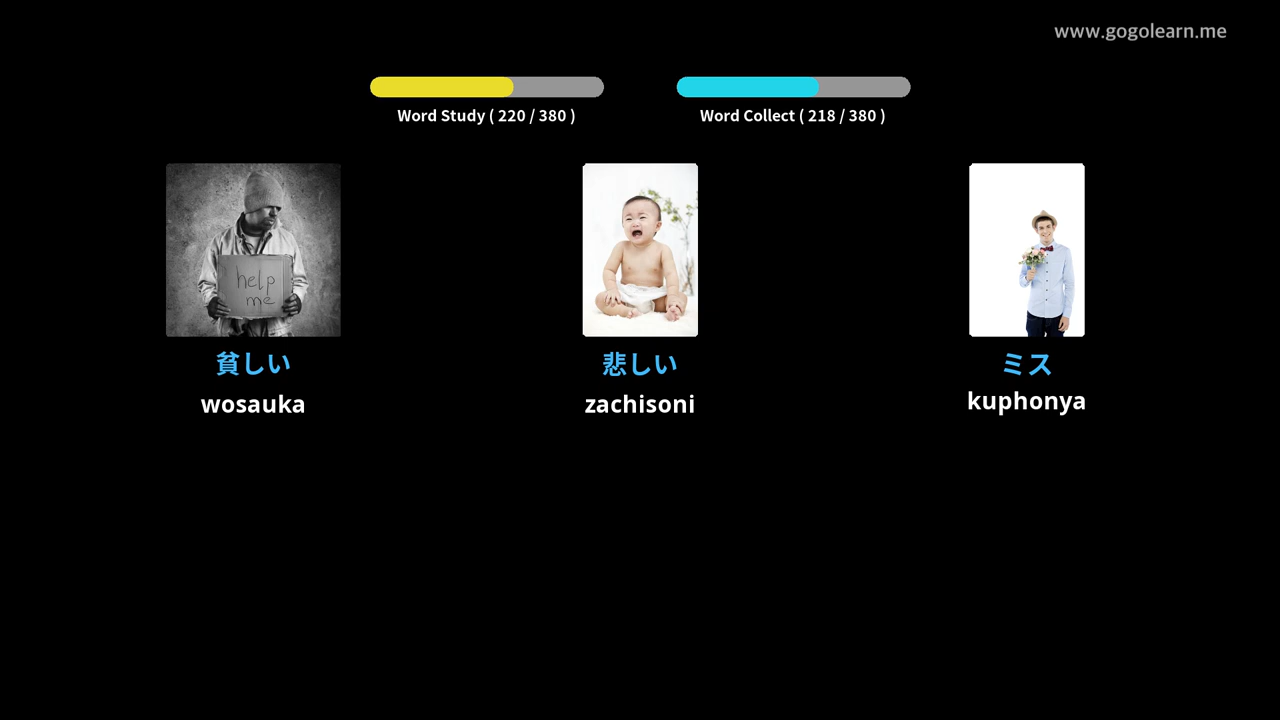 www.gogolearn.me
Word Study ( 220 / 380 )
Word Collect ( 218 / 380 )
help
me
貧しい
悲しい
ミス
wosauka
zachisoni
kuphonya